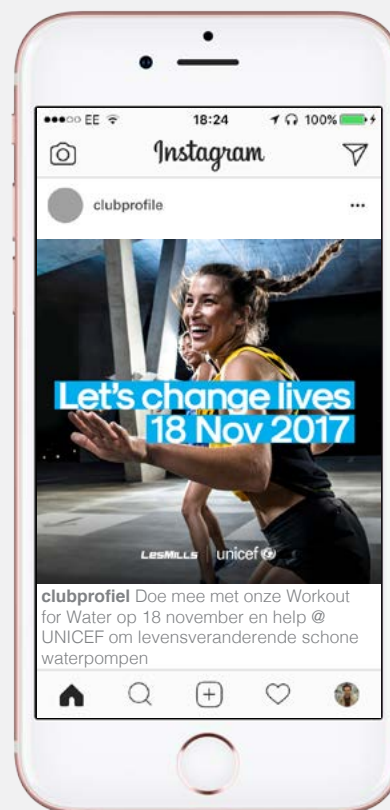 EE 18:24 100%
Instagram
clubprofile
Let's change lives
18 Nov 2017
LesMills unicef
clubprofiel Doe mee met onze Workout
for Water op 18 november en help @
UNICEF om levensveranderende schone
waterpompen